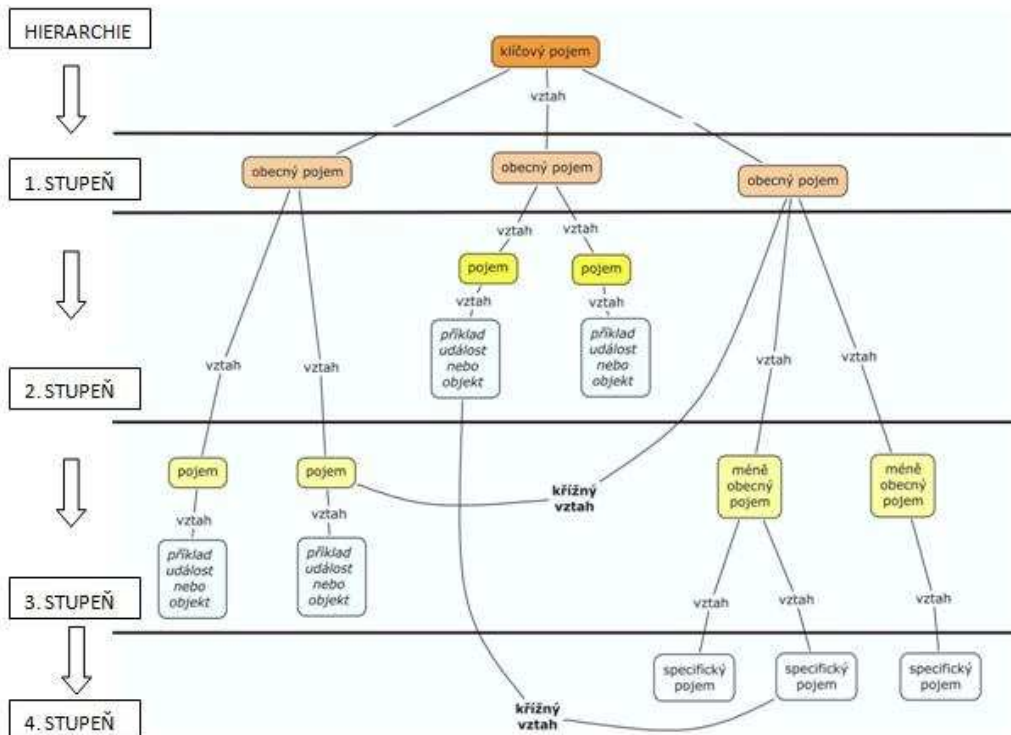 HIERARCHIE
klíčový pojem
vztah
1. STUPEŇ
obecný pojem
obecný pojem
obecný pojem
vztah
vztah
pojem
pojem
vztah
vztah
příklad
událost
nebo
objekt
příklad
událost
nebo
objekt
vztah
vztah
vztah
vztah
2. STUPEŇ
pojem
pojem
křížný
vztah
méně
obecný
pojem
méně
obecný
pojem
vztah
vztah
příklad
událost
nebo
objekt
příklad
událost
nebo
objekt
vztah
vztah
vztah
3. STUPEŇ
specifický
pojem
specifický
pojem
specifický
pojem
křížný
vztah
4. STUPEŇ